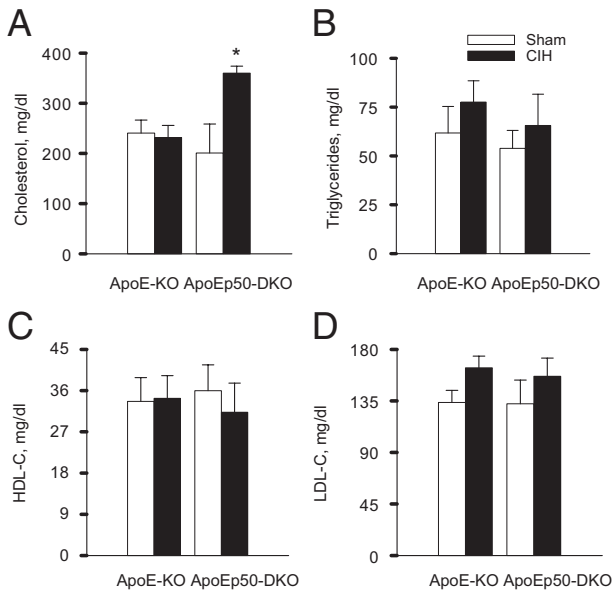 A
Cholesterol, mg/dl
400
300
200
100
0
*
ApoE-KO ApoEp50-DKO
B
Sham
CIH
Triglycerides, mg/dl
100
75
50
25
0
ApoE-KO ApoEp50-DKO
C
HDL-C, mg/dl
45
36
27
18
9
0
ApoE-KO ApoEp50-DKO
D
LDL-C, mg/dl
180
135
90
45
0
ApoE-KO ApoEp50-DKO